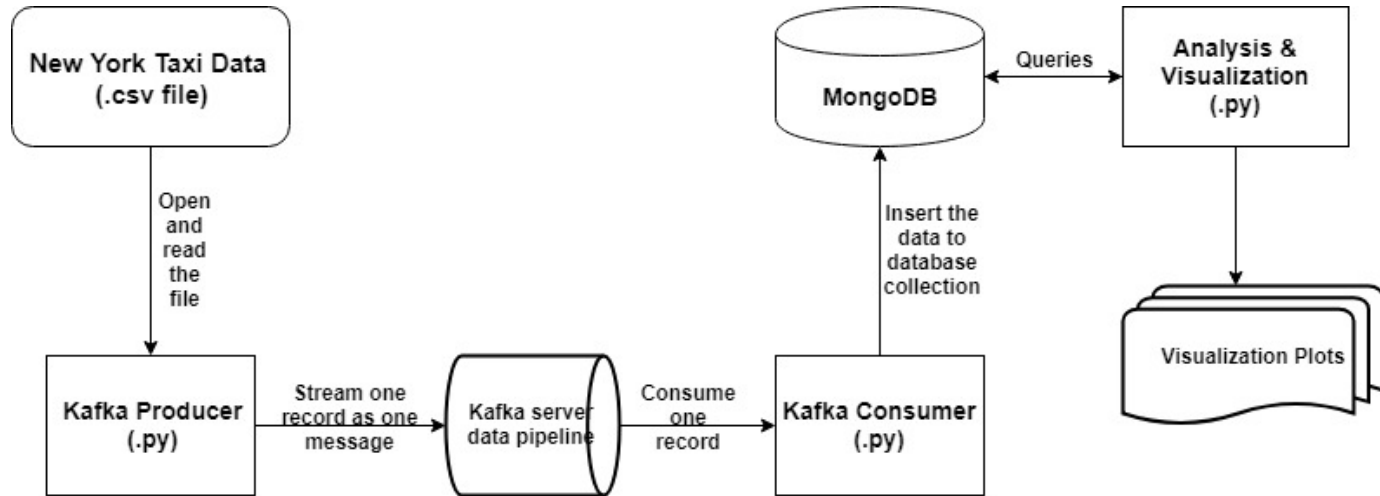 New York Taxi Data
(.csv file)
Open
and
read
the
file
Kafka Producer
(.py)
Stream one
record as one
message
Kafka server
data pipeline
Consume
one
record
Kafka Consumer
(.py)
Insert the
data to
database
collection
MongoDB
Queries
Analysis &
Visualization
(.py)
Visualization Plots